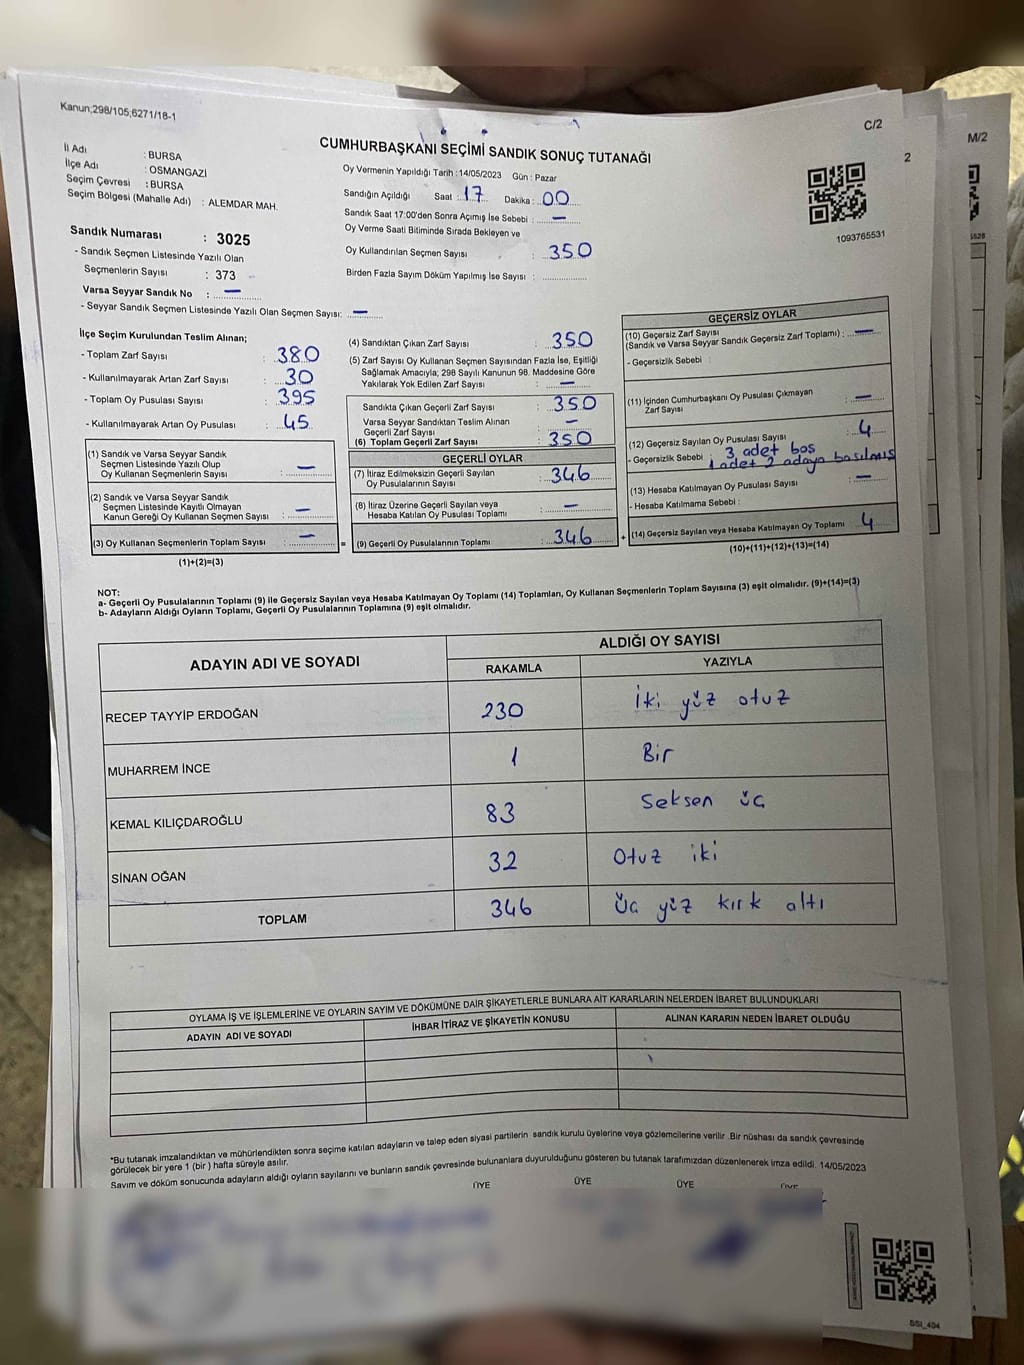 Kanun;298/105;6271/18-1
C/2
M/2
2
CUMHURBAŞKANI SEÇİMİ SANDIK SONUÇ TUTANAĞI
İl Adı : BURSA
İlçe Adı : OSMANGAZİ
Seçim Çevresi : BURSA
Seçim Bölgesi (Mahalle Adı) : ALEMDAR MAH.
Sandık Numarası : 3025
- Sandık Seçmen Listesinde Yazılı Olan
Seçmenlerin Sayısı : 373
Varsa Seyyar Sandık No : —
- Seyyar Sandık Seçmen Listesinde Yazılı Olan Seçmen Sayısı: —
Oy Vermenin Yapıldığı Tarih : 14/05/2023 Gün : Pazar
Sandığın Açıldığı Saat : 17 Dakika : 00
Sandık Saat 17:00'den Sonra Açımış İse Sebebi : —
Oy Verme Saati Bitiminde Sırada Bekleyen ve
Oy Kullandırılan Seçmen Sayısı : 350
Birden Fazla Sayım Döküm Yapılmış İse Sayısı :
1093765531
İlçe Seçim Kurulundan Teslim Alınan;
- Toplam Zarf Sayısı : 380
- Kullanılmayarak Artan Zarf Sayısı : 30
- Toplam Oy Pusulası Sayısı : 395
- Kullanılmayarak Artan Oy Pusulası : 45
(1) Sandık ve Varsa Seyyar Sandık
Seçmen Listesinde Yazılı Olup
Oy Kullanan Seçmenlerin Sayısı : —
(2) Sandık ve Varsa Seyyar Sandık
Seçmen Listesinde Kayıtlı Olmayan
Kanun Gereği Oy Kullanan Seçmen Sayısı : —
(3) Oy Kullanan Seçmenlerin Toplam Sayısı : —
(1)+(2)=(3)
=
(4) Sandıktan Çıkan Zarf Sayısı : 350
(5) Zarf Sayısı Oy Kullanan Seçmen Sayısından Fazla İse, Eşitliği
Sağlamak Amacıyla; 298 Sayılı Kanunun 98. Maddesine Göre
Yakılarak Yok Edilen Zarf Sayısı : —
Sandıkta Çıkan Geçerli Zarf Sayısı : 350
Varsa Seyyar Sandıktan Teslim Alınan
Geçerli Zarf Sayısı : —
(6) Toplam Geçerli Zarf Sayısı : 350
GEÇERLİ OYLAR
(7) İtiraz Edilmeksizin Geçerli Sayılan
Oy Pusulalarının Sayısı : 346
(8) İtiraz Üzerine Geçerli Sayılan veya
Hesaba Katılan Oy Pusulası Toplamı : —
(9) Geçerli Oy Pusulalarının Toplamı : 346
+
GEÇERSİZ OYLAR
(10) Geçersiz Zarf Sayısı
(Sandık ve Varsa Seyyar Sandık Geçersiz Zarf Toplamı) : —
- Geçersizlik Sebebi :
(11) İçinden Cumhurbaşkanı Oy Pusulası Çıkmayan
Zarf Sayısı : —
(12) Geçersiz Sayılan Oy Pusulası Sayısı : 4
- Geçersizlik Sebebi : 3 adet boş
1 adet 2 adaya basılmış
(13) Hesaba Katılmayan Oy Pusulası Sayısı : —
- Hesaba Katılmama Sebebi :
(14) Geçersiz Sayılan veya Hesaba Katılmayan Oy Toplamı : 4
(10)+(11)+(12)+(13)=(14)
NOT:
a- Geçerli Oy Pusulalarının Toplamı (9) ile Geçersiz Sayılan veya Hesaba Katılmayan Oy Toplamı (14) Toplamları, Oy Kullanan Seçmenlerin Toplam Sayısına (3) eşit olmalıdır. (9)+(14)=(3)
b- Adayların Aldığı Oyların Toplamı, Geçerli Oy Pusulalarının Toplamına (9) eşit olmalıdır.
ADAYIN ADI VE SOYADI
ALDIĞI OY SAYISI
RAKAMLA YAZIYLA
RECEP TAYYİP ERDOĞAN 230 İki yüz otuz
MUHARREM İNCE 1 Bir
KEMAL KILIÇDAROĞLU 83 Seksen üç
SİNAN OĞAN 32 Otuz iki
TOPLAM 346 Üç yüz kırk altı
OYLAMA İŞ VE İŞLEMLERİNE VE OYLARIN SAYIM VE DÖKÜMÜNE DAİR ŞİKAYETLERLE BUNLARA AİT KARARLARIN NELERDEN İBARET BULUNDUKLARI
ADAYIN ADI VE SOYADI İHBAR İTİRAZ VE ŞİKAYETİN KONUSU ALINAN KARARIN NEDEN İBARET OLDUĞU
*Bu tutanak imzalandıktan ve mühürlendikten sonra seçime katılan adayların ve talep eden siyasi partilerin sandık kurulu üyelerine veya gözlemcilerine verilir .Bir nüshası da sandık çevresinde
görülecek bir yere 1 (bir ) hafta süreyle asılır.
Sayım ve döküm sonucunda adayların aldığı oyların sayılarını ve bunların sandık çevresinde bulunanlara duyurulduğunu gösteren bu tutanak tarafımızdan düzenlenerek imza edildi. 14/05/2023
ÜYE ÜYE ÜYE ÜYE
SSI_404